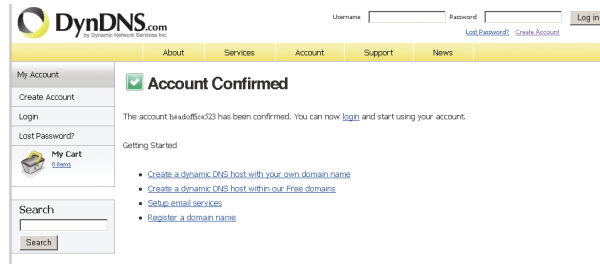 DynDNS.com
by Dynamic Network Services Inc.
Username
Password
Log in
Lost Password? Create Account
About Services Account Support News
My Account
Create Account
Login
Lost Password?
My Cart
0 items
Search
Search
Account Confirmed
The account headoffice523 has been confirmed. You can now login and start using your account.
Getting Started
Create a dynamic DNS host with your own domain name
Create a dynamic DNS host within our Free domains
Setup email services
Register a domain name